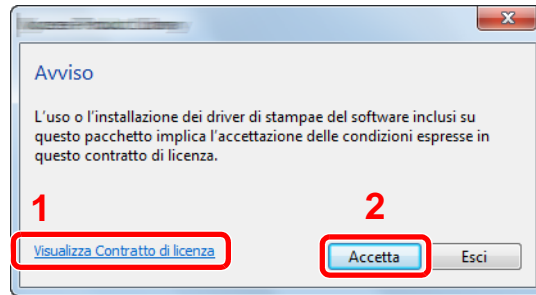 Avviso
L'uso o l'installazione dei driver di stampae del software inclusi su
questo pacchetto implica l'accettazione delle condizioni espresse in
questo contratto di licenza.
1
2
Visualizza Contratto di licenza
Accetta
Esci